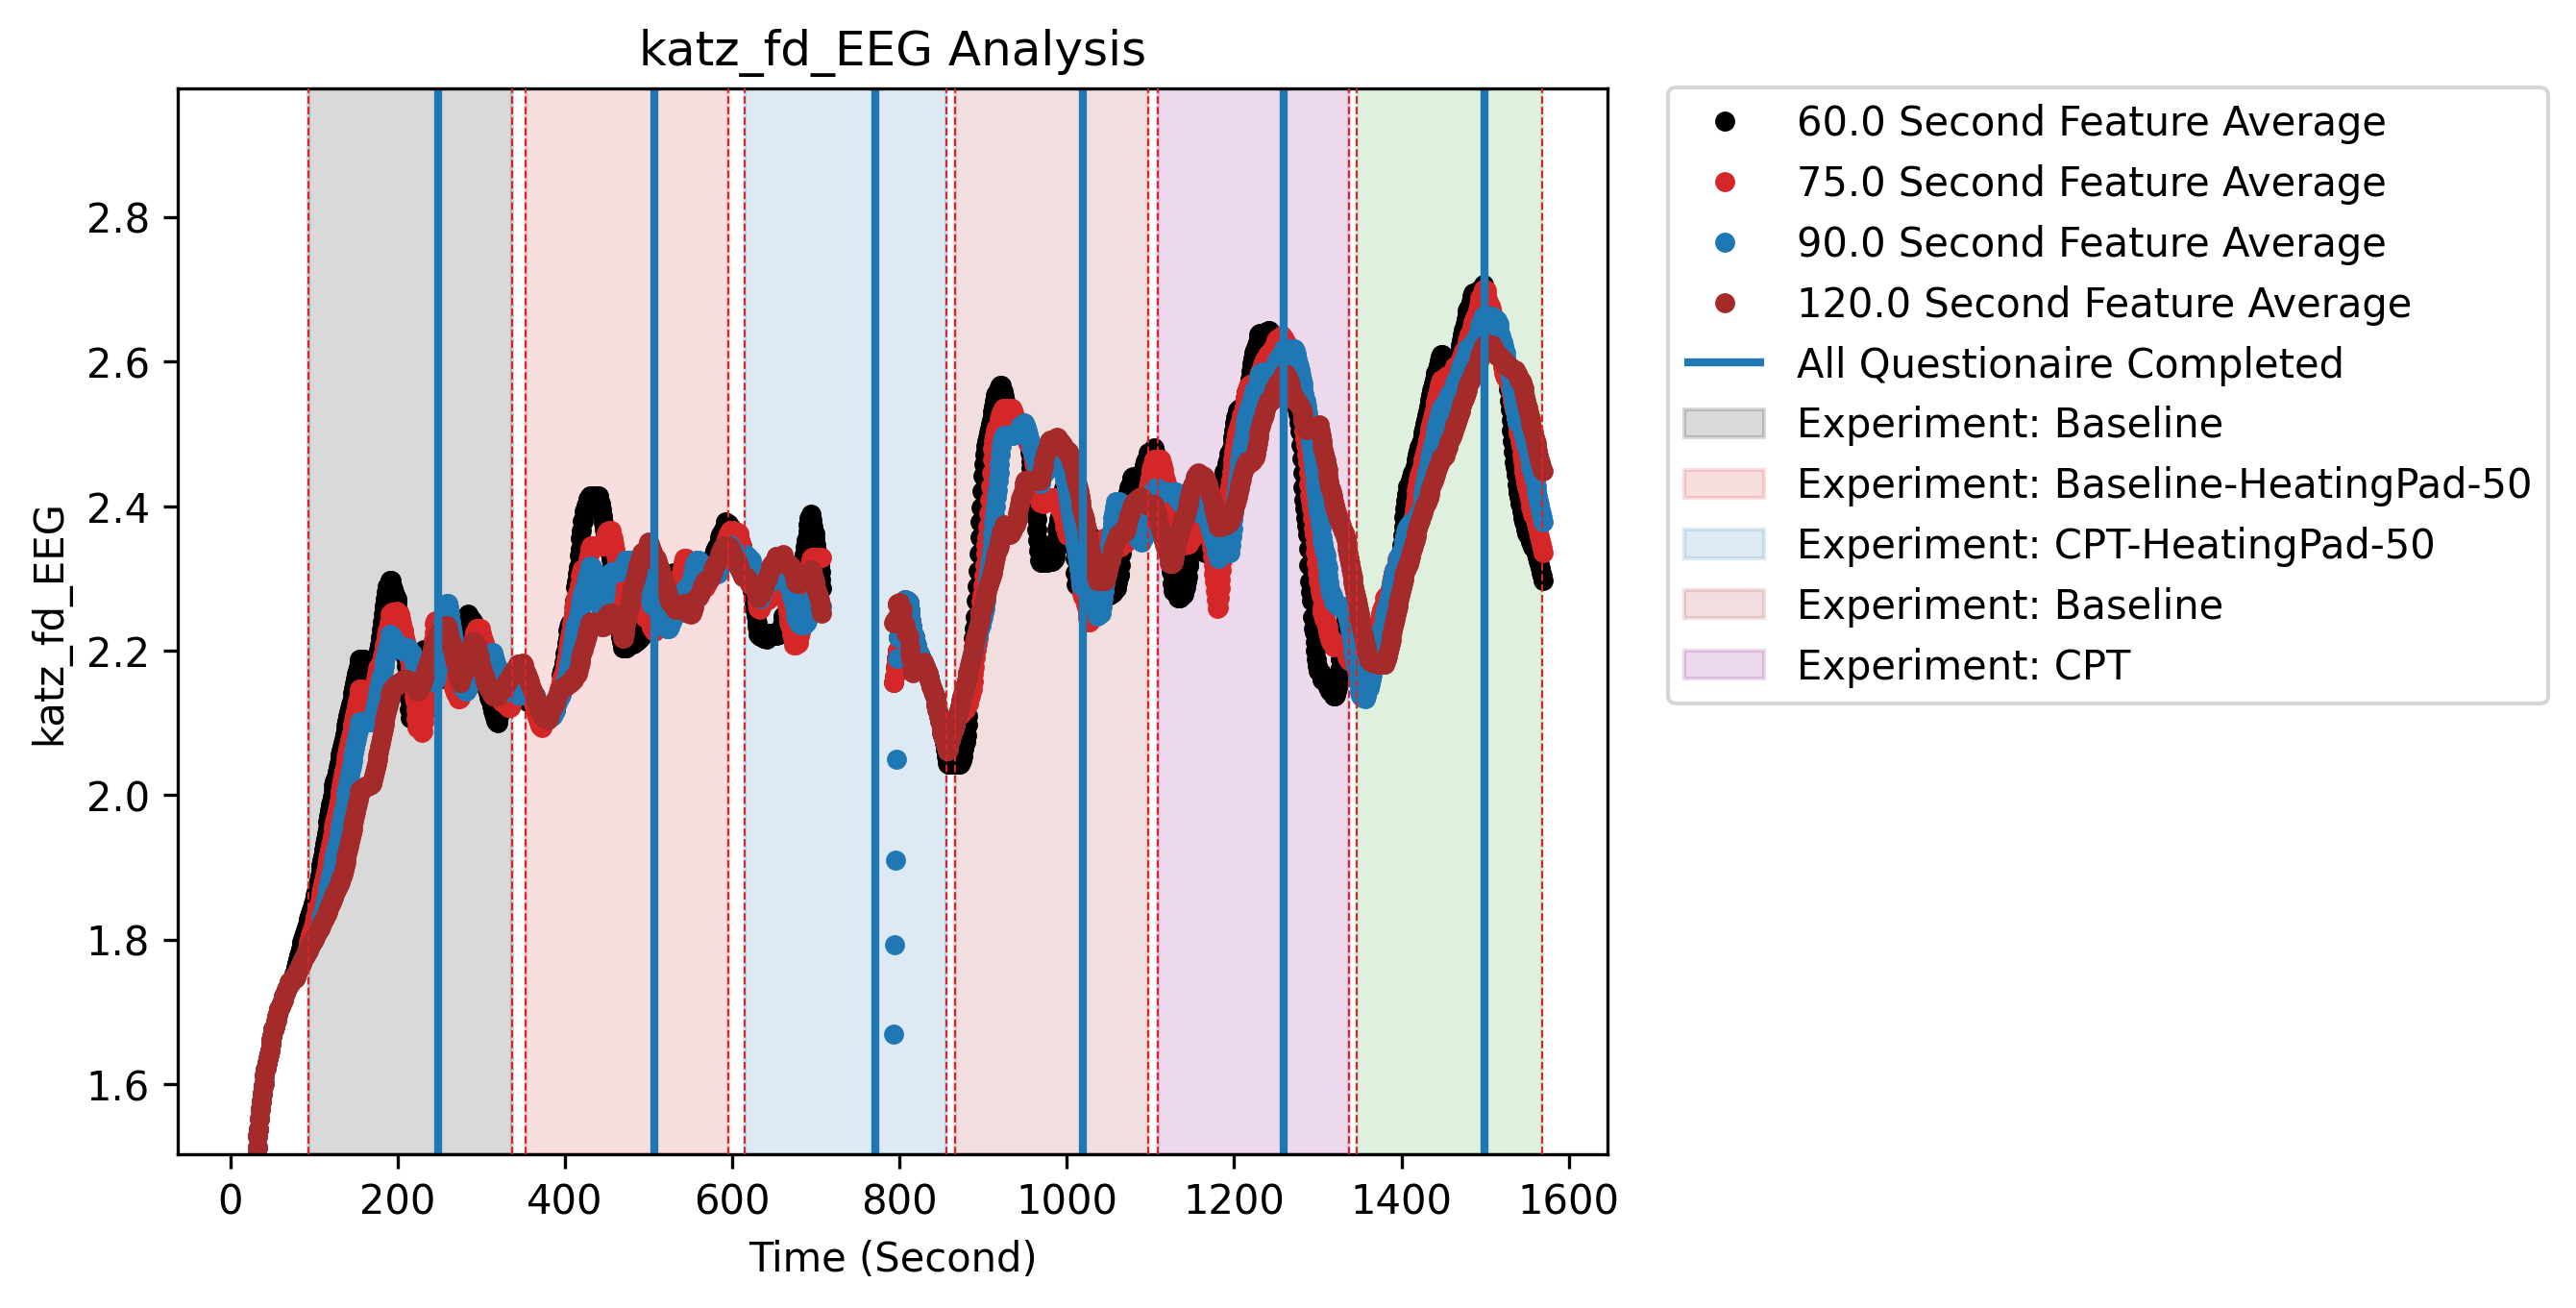 katz_fd_EEG Analysis
katz_fd_EEG
2.8
2.6
2.4
2.2
2.0
1.8
1.6
0 200 400 600 800 1000 1200 1400 1600
Time (Second)
60.0 Second Feature Average
75.0 Second Feature Average
90.0 Second Feature Average
120.0 Second Feature Average
All Questionaire Completed
Experiment: Baseline
Experiment: Baseline-HeatingPad-50
Experiment: CPT-HeatingPad-50
Experiment: Baseline
Experiment: CPT